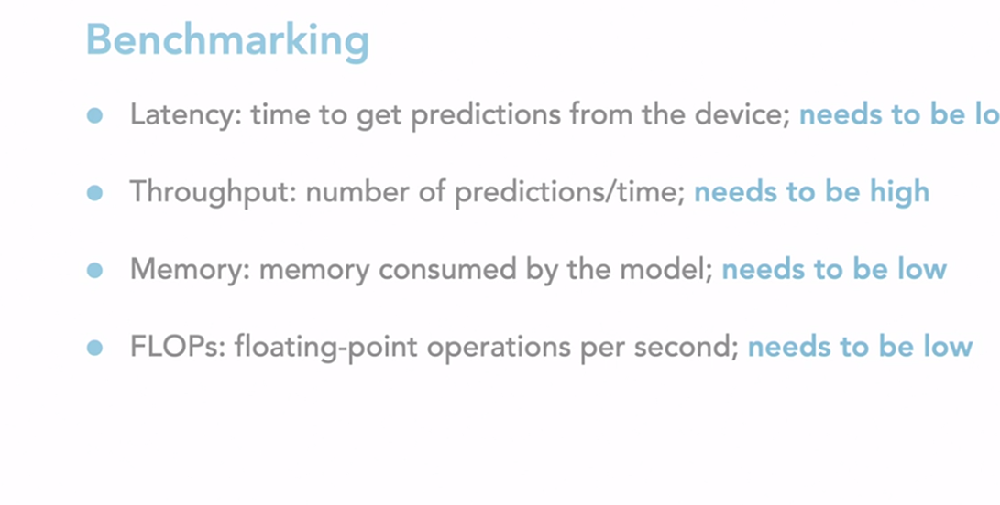 Benchmarking
● Latency: time to get predictions from the device; needs to be lo
● Throughput: number of predictions/time; needs to be high
● Memory: memory consumed by the model; needs to be low
● FLOPs: floating-point operations per second; needs to be low